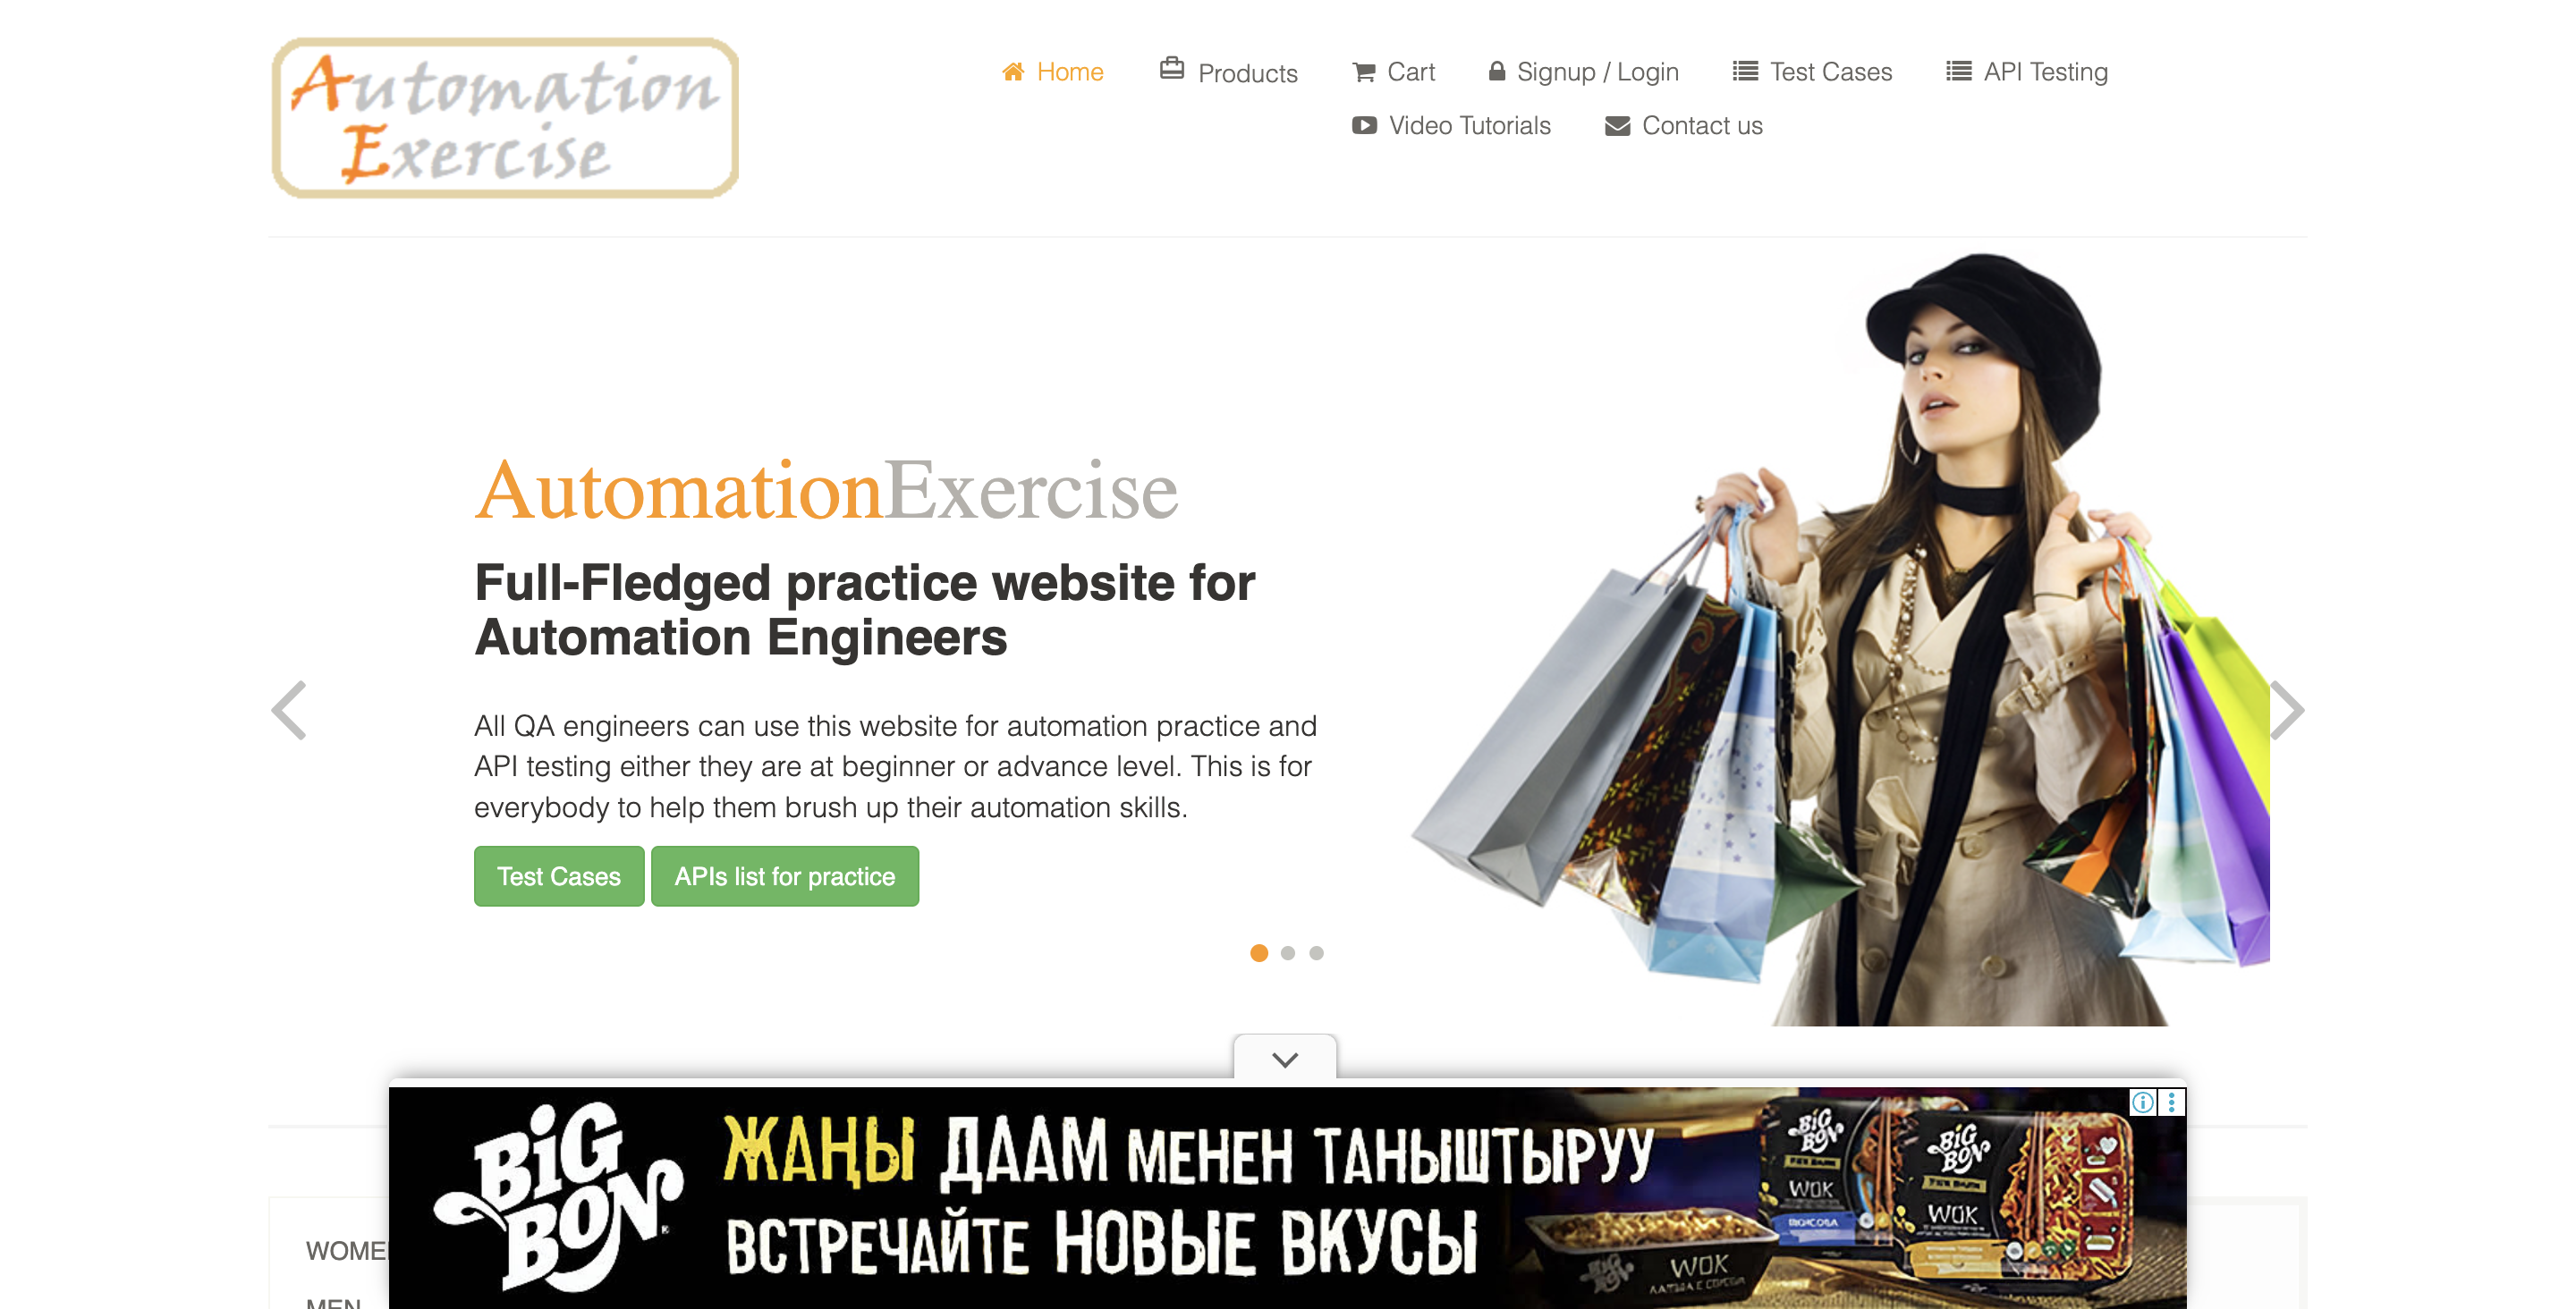 Automation
Exercise
Home
Products
Cart
Signup / Login
Test Cases
API Testing
Video Tutorials
Contact us
AutomationExercise
Full-Fledged practice website for
Automation Engineers
All QA engineers can use this website for automation practice and
API testing either they are at beginner or advance level. This is for
everybody to help them brush up their automation skills.
Test Cases
APIs list for practice
BIG
BON
ЖАҢЫ ДААМ МЕНЕН ТАНЫШТЫРУУ
ВСТРЕЧАЙТЕ НОВЫЕ ВКУСЫ
BIG
BON
WOK
BIG
BON
WOK
BIG
BON
WOK
WOME
MEN